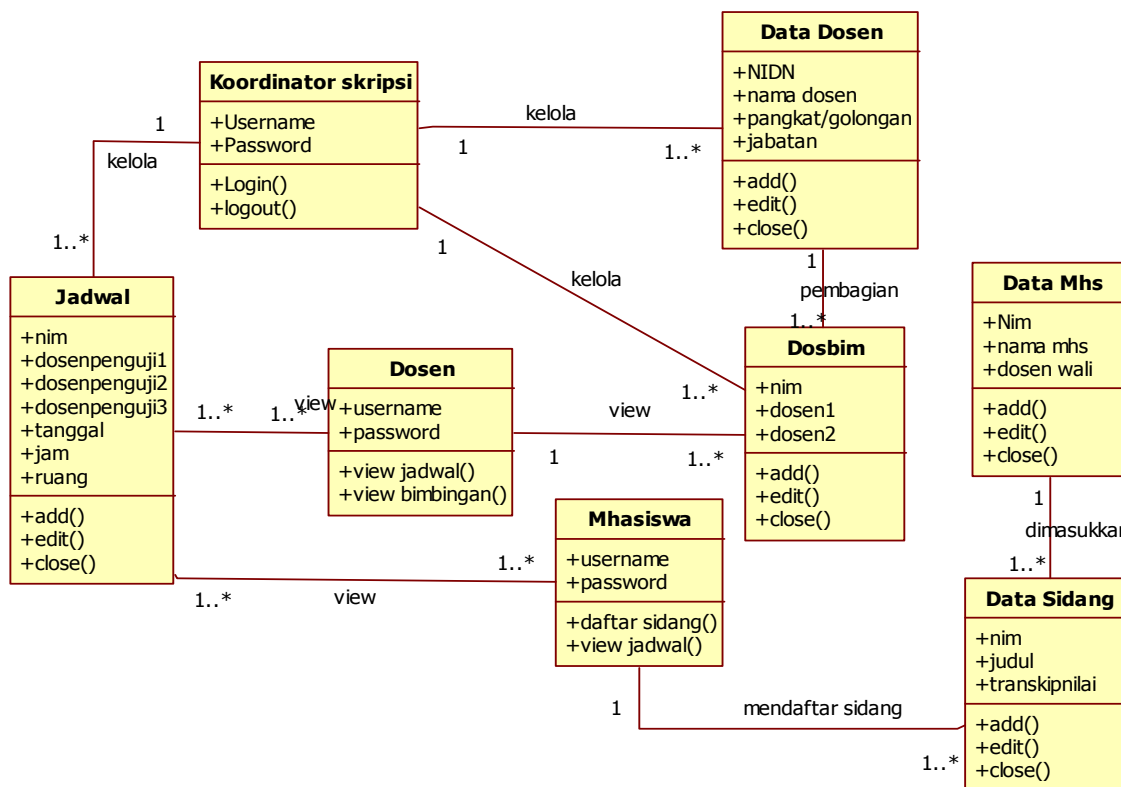 Data Dosen
+NIDN
+nama dosen
+pangkat/golongan
+jabatan
+add()
+edit()
+close()
Koordinator skripsi
+Username
+Password
+Login()
+logout()
kelola
1
1..*
1
kelola
1..*
1
kelola
1..*
1
pembagian
1..*
Jadwal
+nim
+dosenpenguji1
+dosenpenguji2
+dosenpenguji3
+tanggal
+jam
+ruang
+add()
+edit()
+close()
Dosen
+username
+password
+view jadwal()
+view bimbingan()
1..*
1..*
view
view
1
1..*
Dosbim
+nim
+dosen1
+dosen2
+add()
+edit()
+close()
Data Mhs
+Nim
+nama mhs
+dosen wali
+add()
+edit()
+close()
1
dimasukkan
1..*
Mhasiswa
+username
+password
+daftar sidang()
+view jadwal()
1..*
1..*
view
Data Sidang
+nim
+judul
+transkipnilai
+add()
+edit()
+close()
1
mendaftar sidang
1..*